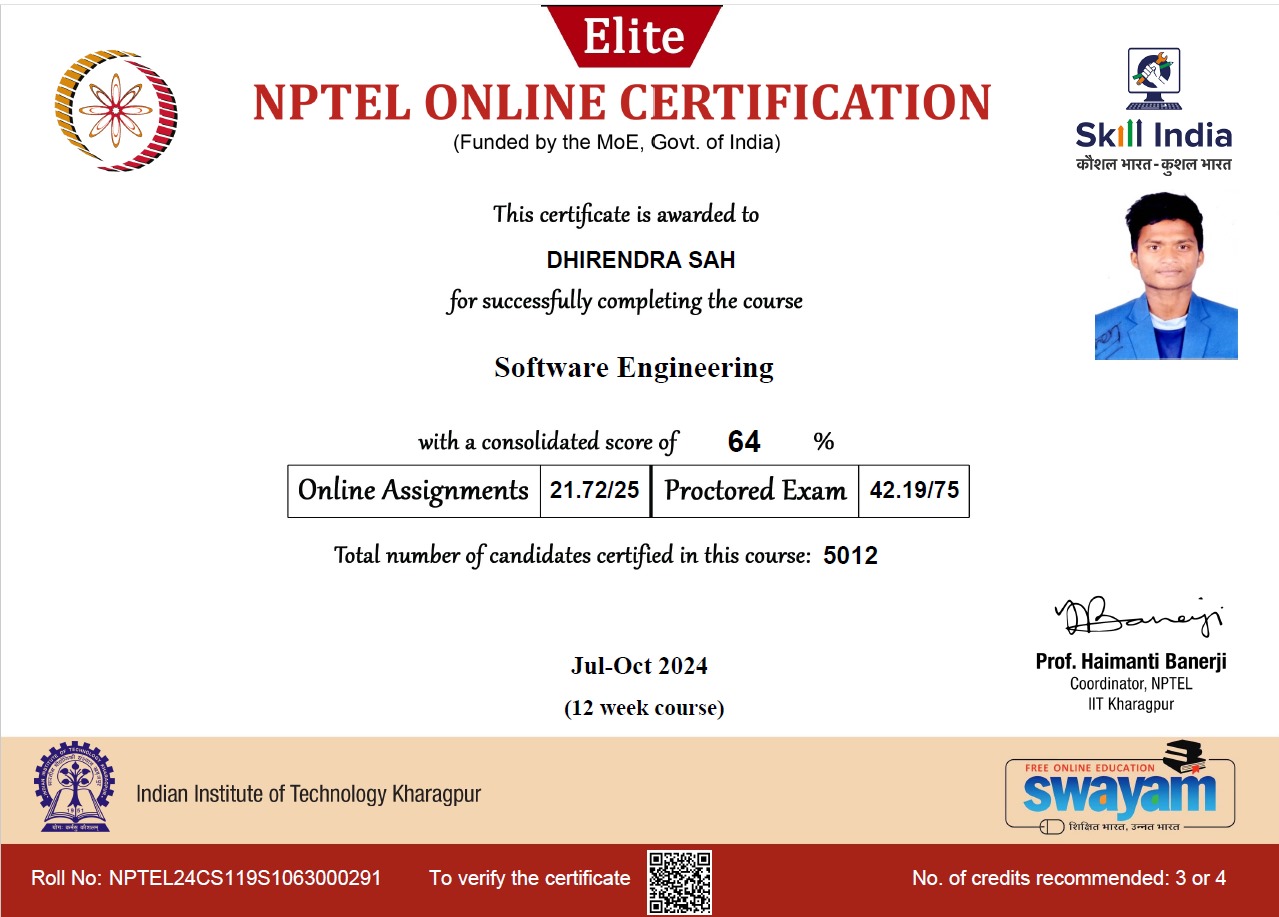 Elite
NPTEL ONLINE CERTIFICATION
(Funded by the MoE, Govt. of India)
Skill India
कौशल भारत - कुशल भारत
This certificate is awarded to
DHIRENDRA SAH
for successfully completing the course
Software Engineering
with a consolidated score of 64 %
Online Assignments 21.72/25 Proctored Exam 42.19/75
Total number of candidates certified in this course: 5012
Jul-Oct 2024
(12 week course)
Prof. Haimanti Banerji
Coordinator, NPTEL
IIT Kharagpur
Indian Institute of Technology Kharagpur
FREE ONLINE EDUCATION
swayam
शिक्षित भारत, उन्नत भारत
Roll No: NPTEL24CS119S1063000291 To verify the certificate No. of credits recommended: 3 or 4